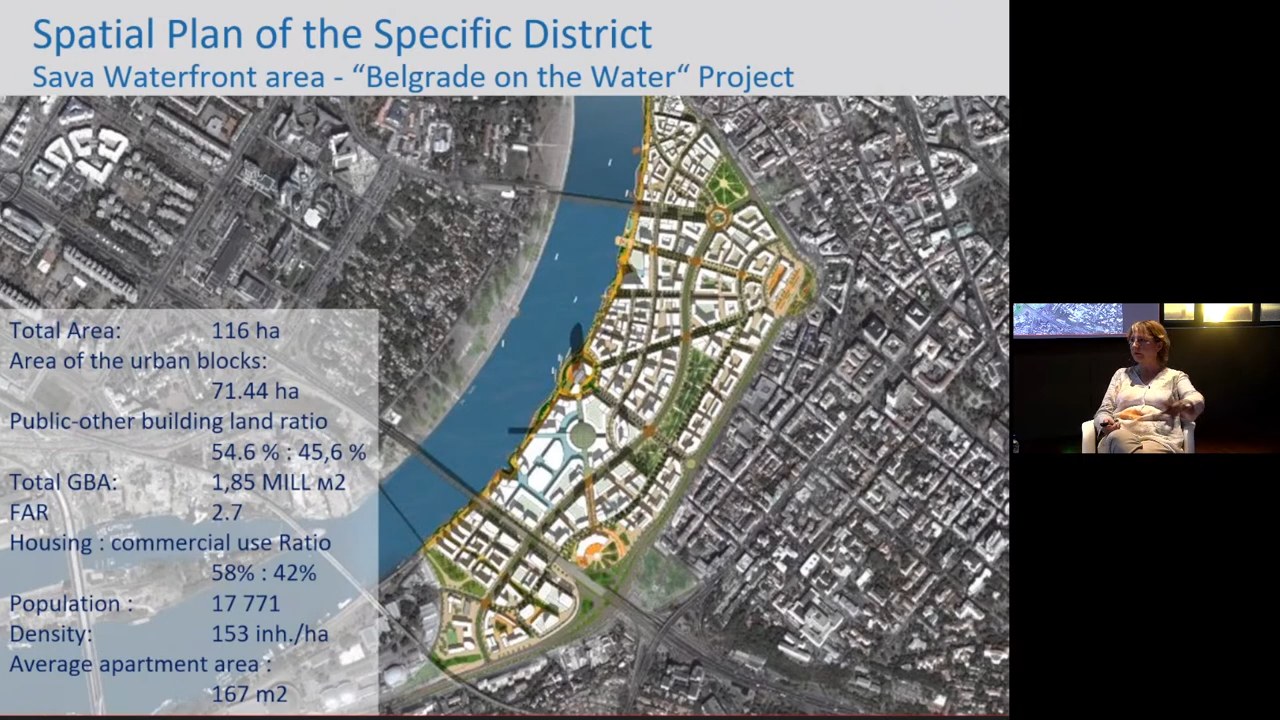 Spatial Plan of the Specific District
Sava Waterfront area - “Belgrade on the Water“ Project
Total Area: 116 ha
Area of the urban blocks:
71.44 ha
Public-other building land ratio
54.6 % : 45,6 %
Total GBA: 1,85 MILL м2
FAR 2.7
Housing : commercial use Ratio
58% : 42%
Population : 17 771
Density: 153 inh./ha
Average apartment area :
167 m2